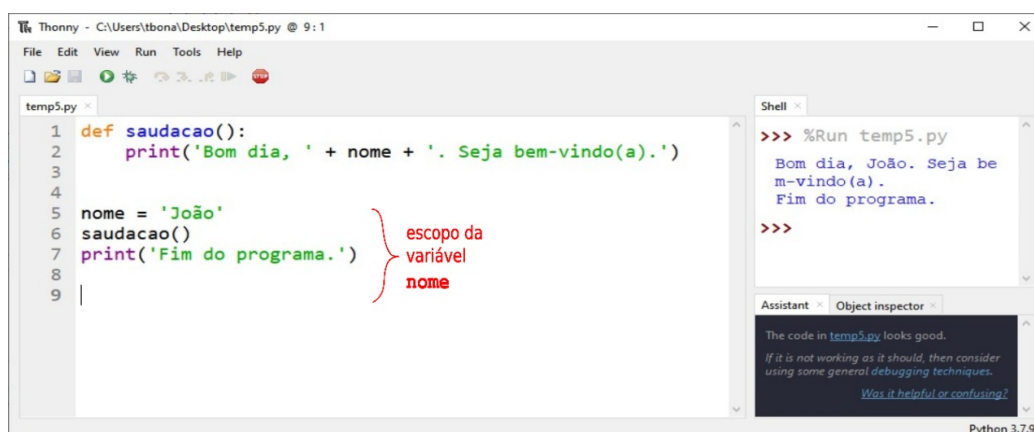 Thonny - C:\Users\tbona\Desktop\temp5.py @ 9:1
File Edit View Run Tools Help
STOP
temp5.py ×
1 def saudacao():
2 print('Bom dia, ' + nome + '. Seja bem-vindo(a).')
3
4
5 nome = 'João'
6 saudacao()
7 print('Fim do programa.')
8
9
escopo da
variável
nome
Shell ×
>>> %Run temp5.py
Bom dia, João. Seja be
m-vindo(a).
Fim do programa.
>>>
Assistant × Object inspector ×
The code in temp5.py looks good.
If it is not working as it should, then consider
using some general debugging techniques.
Was it helpful or confusing?
Python 3.7.9